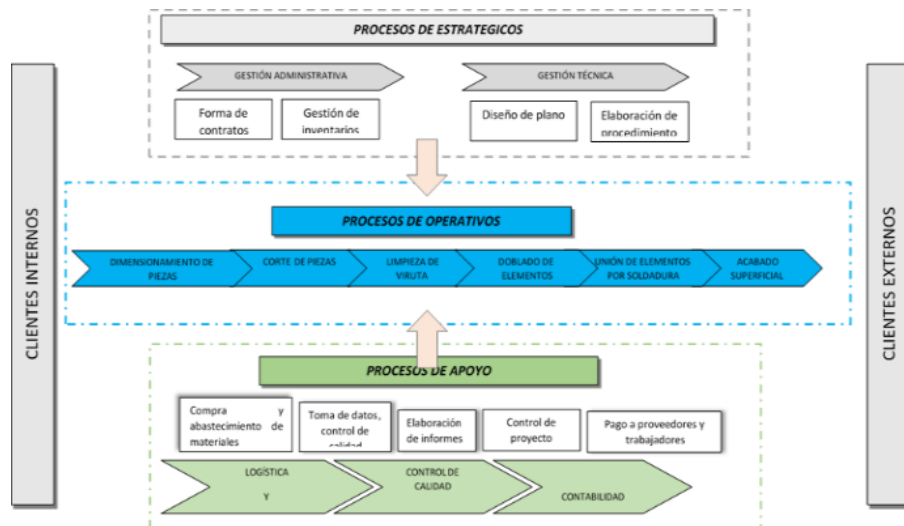 PROCESOS DE ESTRATEGICOS
GESTIÓN ADMINISTRATIVA
GESTIÓN TÉCNICA
Forma de
contratos
Gestión de
inventarios
Diseño de plano
Elaboración de
procedimiento
CLIENTES INTERNOS
CLIENTES EXTERNOS
PROCESOS DE OPERATIVOS
DIMENSIONAMIENTO DE
PIEZAS
CORTE DE PIEZAS
LIMPIEZA DE
VIRUTA
DOBLADO DE
ELEMENTOS
UNIÓN DE ELEMENTOS
POR SOLDADURA
ACABADO
SUPERFICIAL
PROCESOS DE APOYO
Compra y
abastecimiento de
materiales
Toma de datos,
control de
calidad
Elaboración
de informes
Control de
proyecto
Pago a proveedores y
trabajadores
LOGÍSTICA
Y
CONTROL DE
CALIDAD
CONTABILIDAD